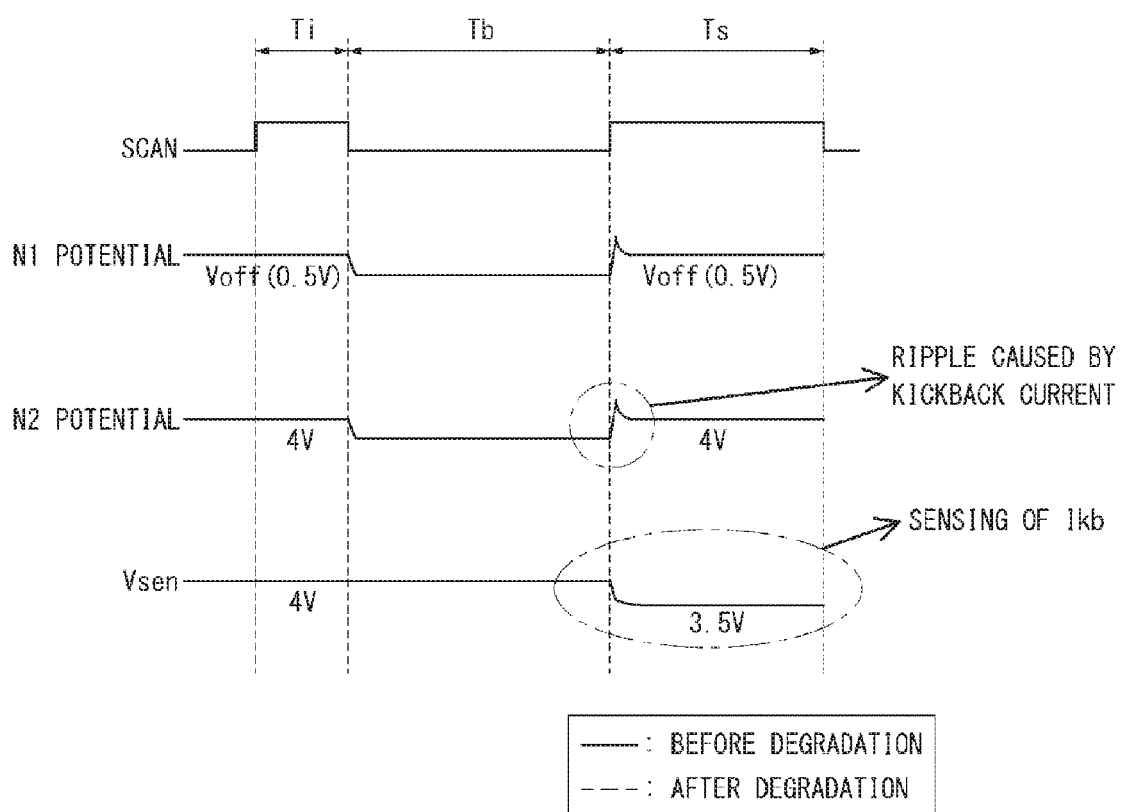 Ti Tb Ts
SCAN
N1 POTENTIAL
Voff(0.5V) Voff(0.5V)
RIPPLE CAUSED BY
KICKBACK CURRENT
N2 POTENTIAL
4V 4V
SENSING OF Ikb
Vsen
4V 3.5V
: BEFORE DEGRADATION
: AFTER DEGRADATION